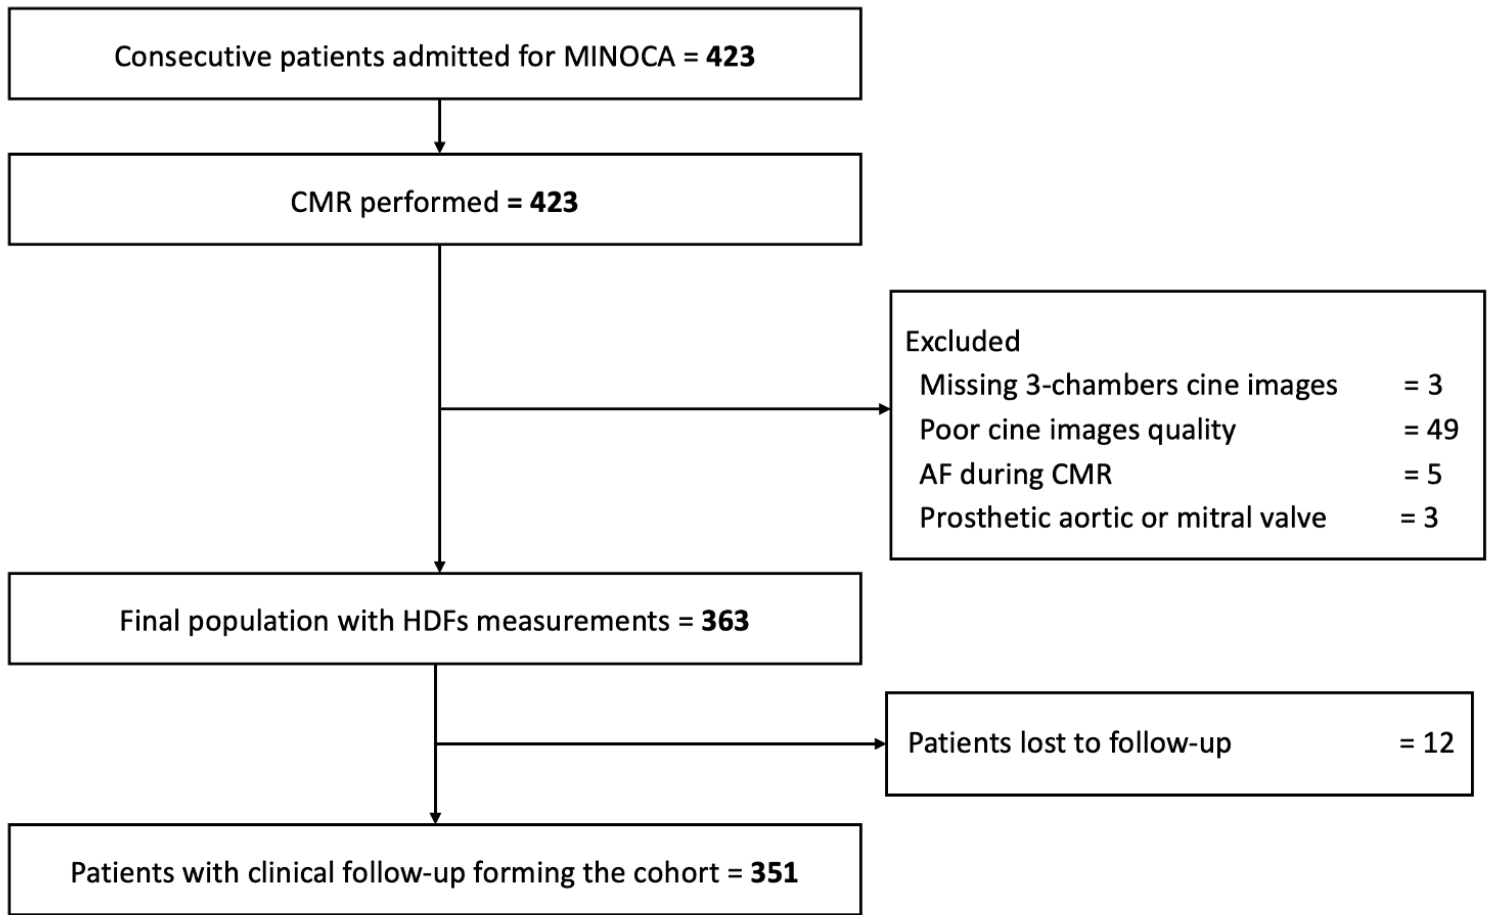 Consecutive patients admitted for MINOCA = 423
CMR performed = 423
Excluded
Missing 3-chambers cine images = 3
Poor cine images quality = 49
AF during CMR = 5
Prosthetic aortic or mitral valve = 3
Final population with HDFs measurements = 363
Patients lost to follow-up = 12
Patients with clinical follow-up forming the cohort = 351